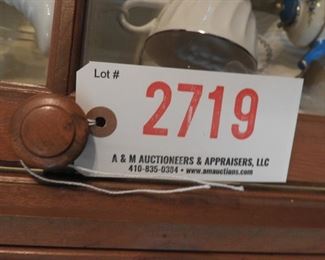 Lot #
2719
A & M AUCTIONEERS & APPRAISERS, LLC
410-835-0384 • www.amauctions.com